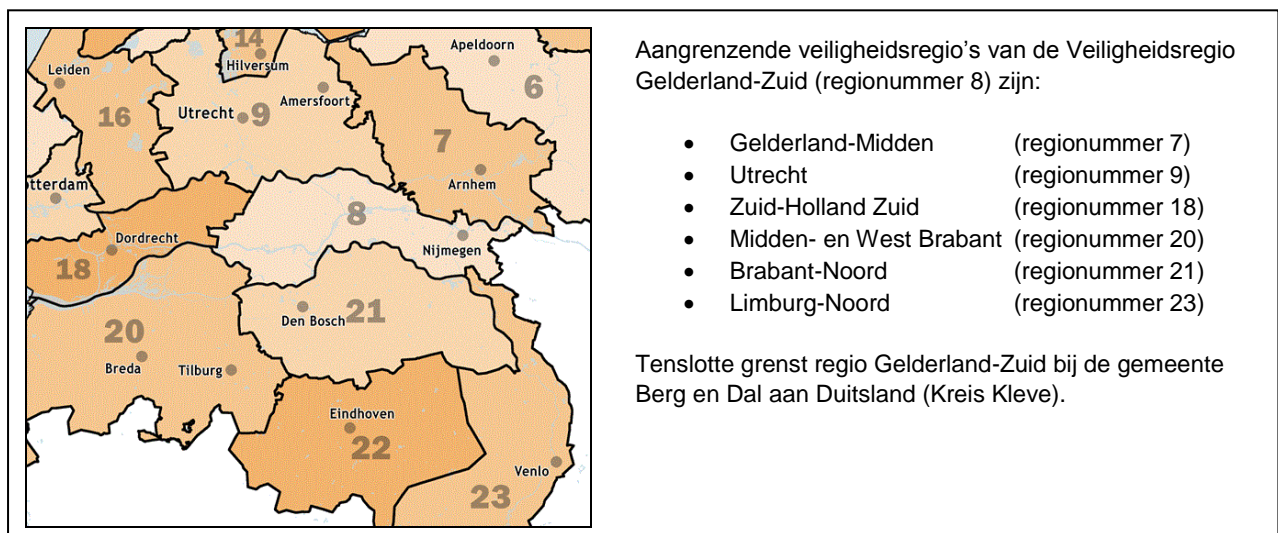 14
Apeldoorn
Leiden
Hilversum
6
Amersfoort
Utrecht 9
16
7
Arnhem
otterdam
8
Dordrecht
Nijmegen
18
21
Den Bosch
20
Breda
Tilburg
Eindhoven
22
Venlo
23
Aangrenzende veiligheidsregio’s van de Veiligheidsregio
Gelderland-Zuid (regionummer 8) zijn:
• Gelderland-Midden (regionummer 7)
• Utrecht (regionummer 9)
• Zuid-Holland Zuid (regionummer 18)
• Midden- en West Brabant (regionummer 20)
• Brabant-Noord (regionummer 21)
• Limburg-Noord (regionummer 23)
Tenslotte grenst regio Gelderland-Zuid bij de gemeente
Berg en Dal aan Duitsland (Kreis Kleve).